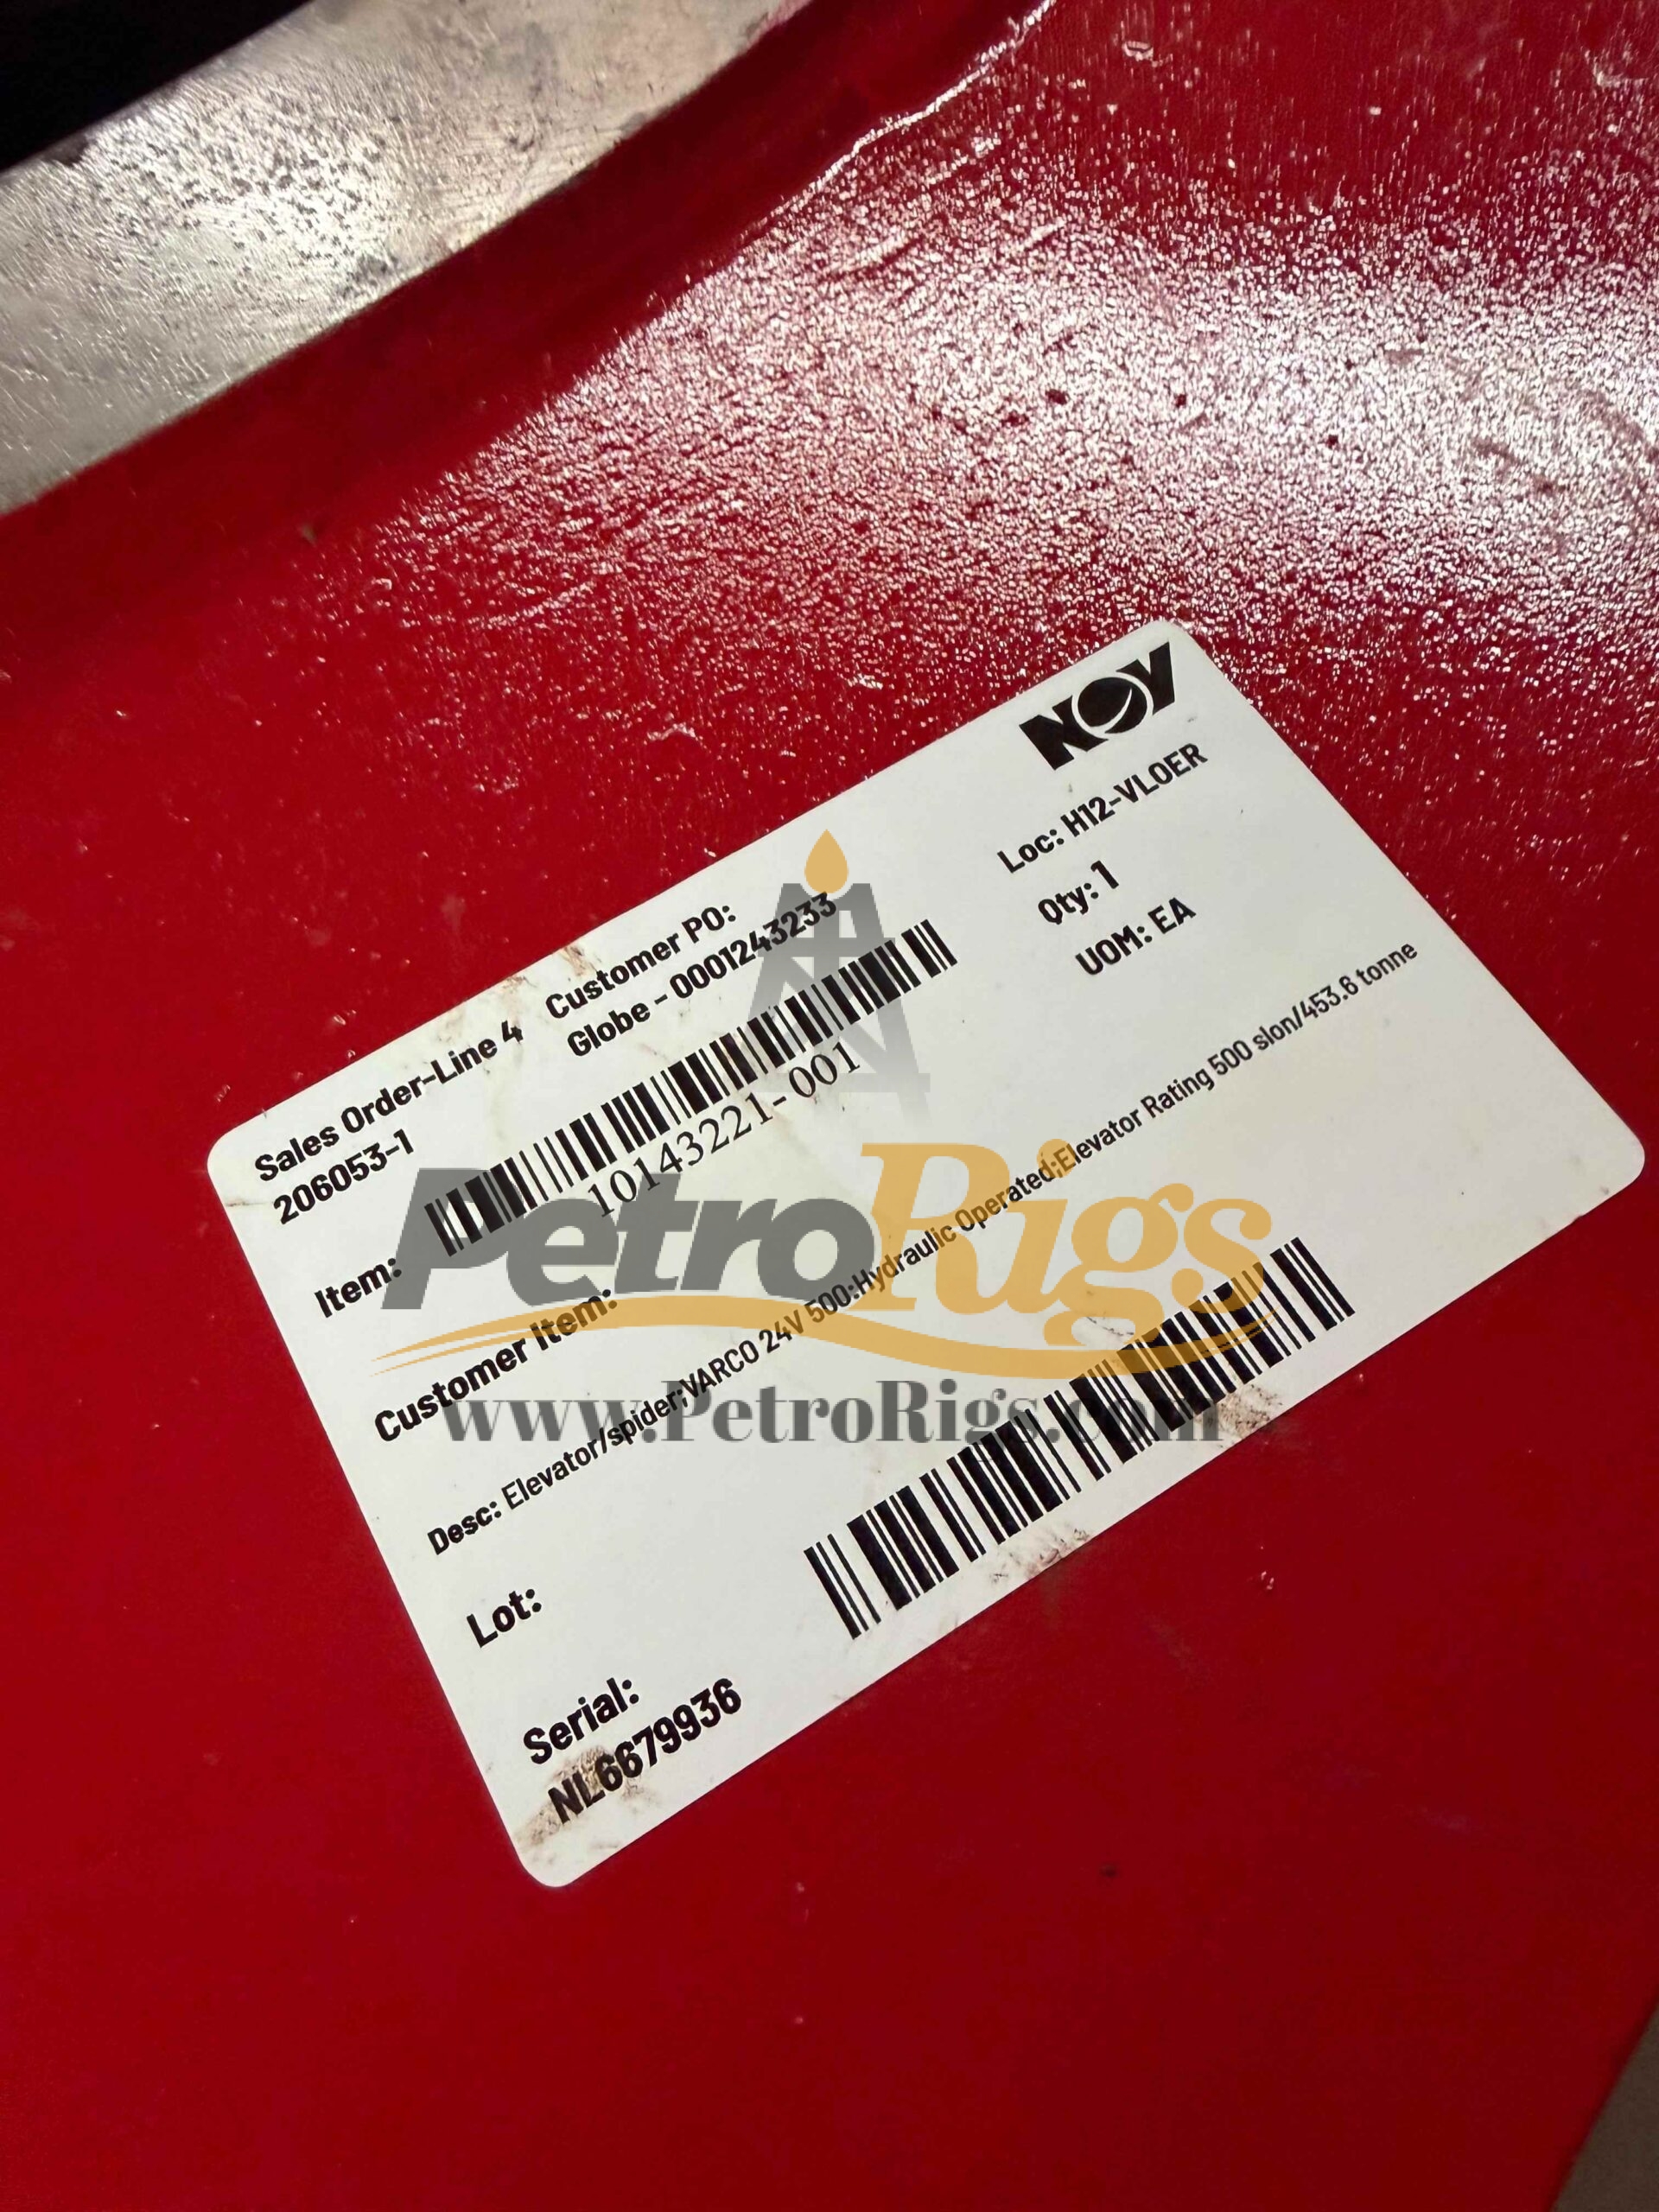 NOV
Sales Order-Line 4
206053-1
Customer PO:
Globe - 0001243233
Loc: H12-VLOER
Qty: 1
UOM: EA
Item:
10143221-001
Customer Item:
Desc: Elevator/spider;VARCO 24V 500:Hydraulic Operated;Elevator Rating 500 slon/453.6 tonne
Lot:
Serial:
NL6679936
PetroRigs
www.PetroRigs.com